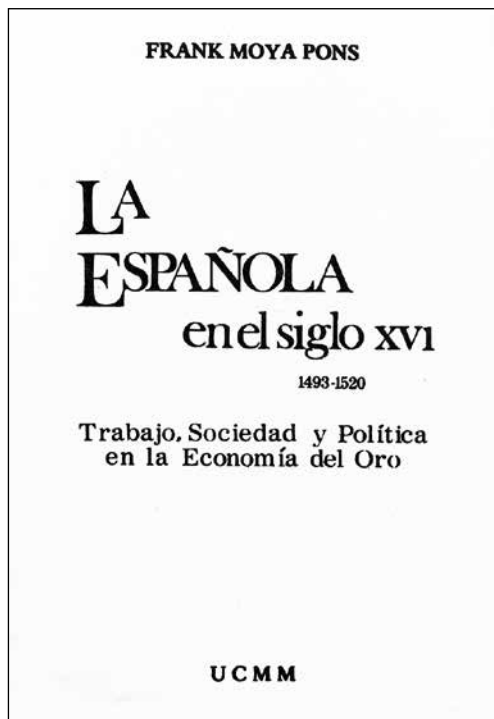 FRANK MOYA PONS
LA
ESPAÑOLA
en el siglo XVI
1493-1520
Trabajo, Sociedad y Política
en la Economía del Oro
UCMM